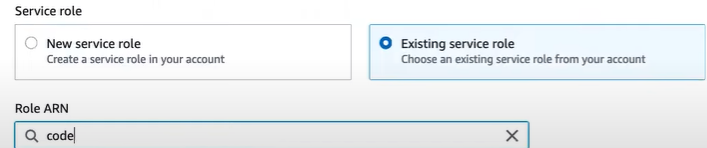 Service role
New service role
Create a service role in your account
Existing service role
Choose an existing service role from your account
Role ARN
code